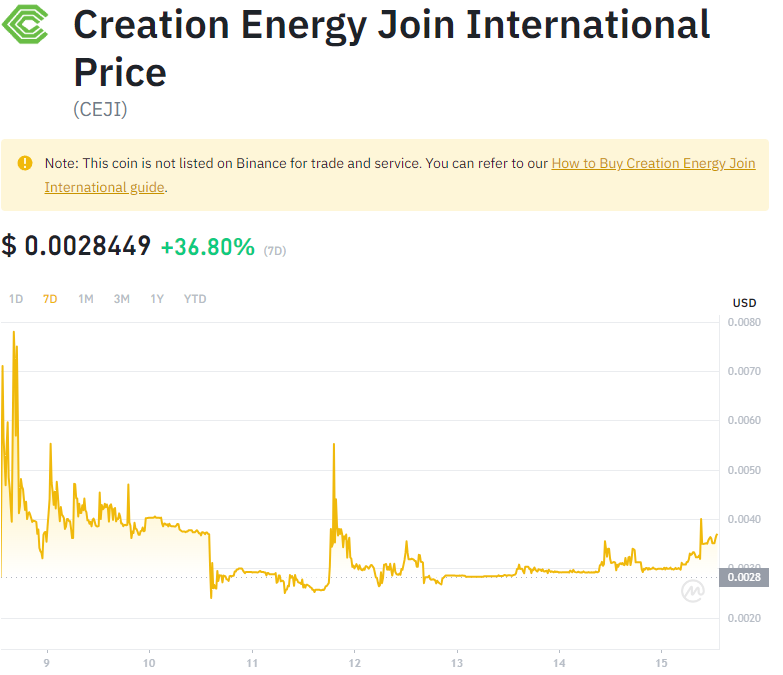 Creation Energy Join International
Price
(CEJI)
Note: This coin is not listed on Binance for trade and service. You can refer to our How to Buy Creation Energy Join
International guide.
$ 0.0028449 +36.80% (7D)
1D 7D 1M 3M 1Y YTD
USD
0.0080
0.0070
0.0060
0.0050
0.0040
0.0030
0.0028
0.0020
9 10 11 12 13 14 15